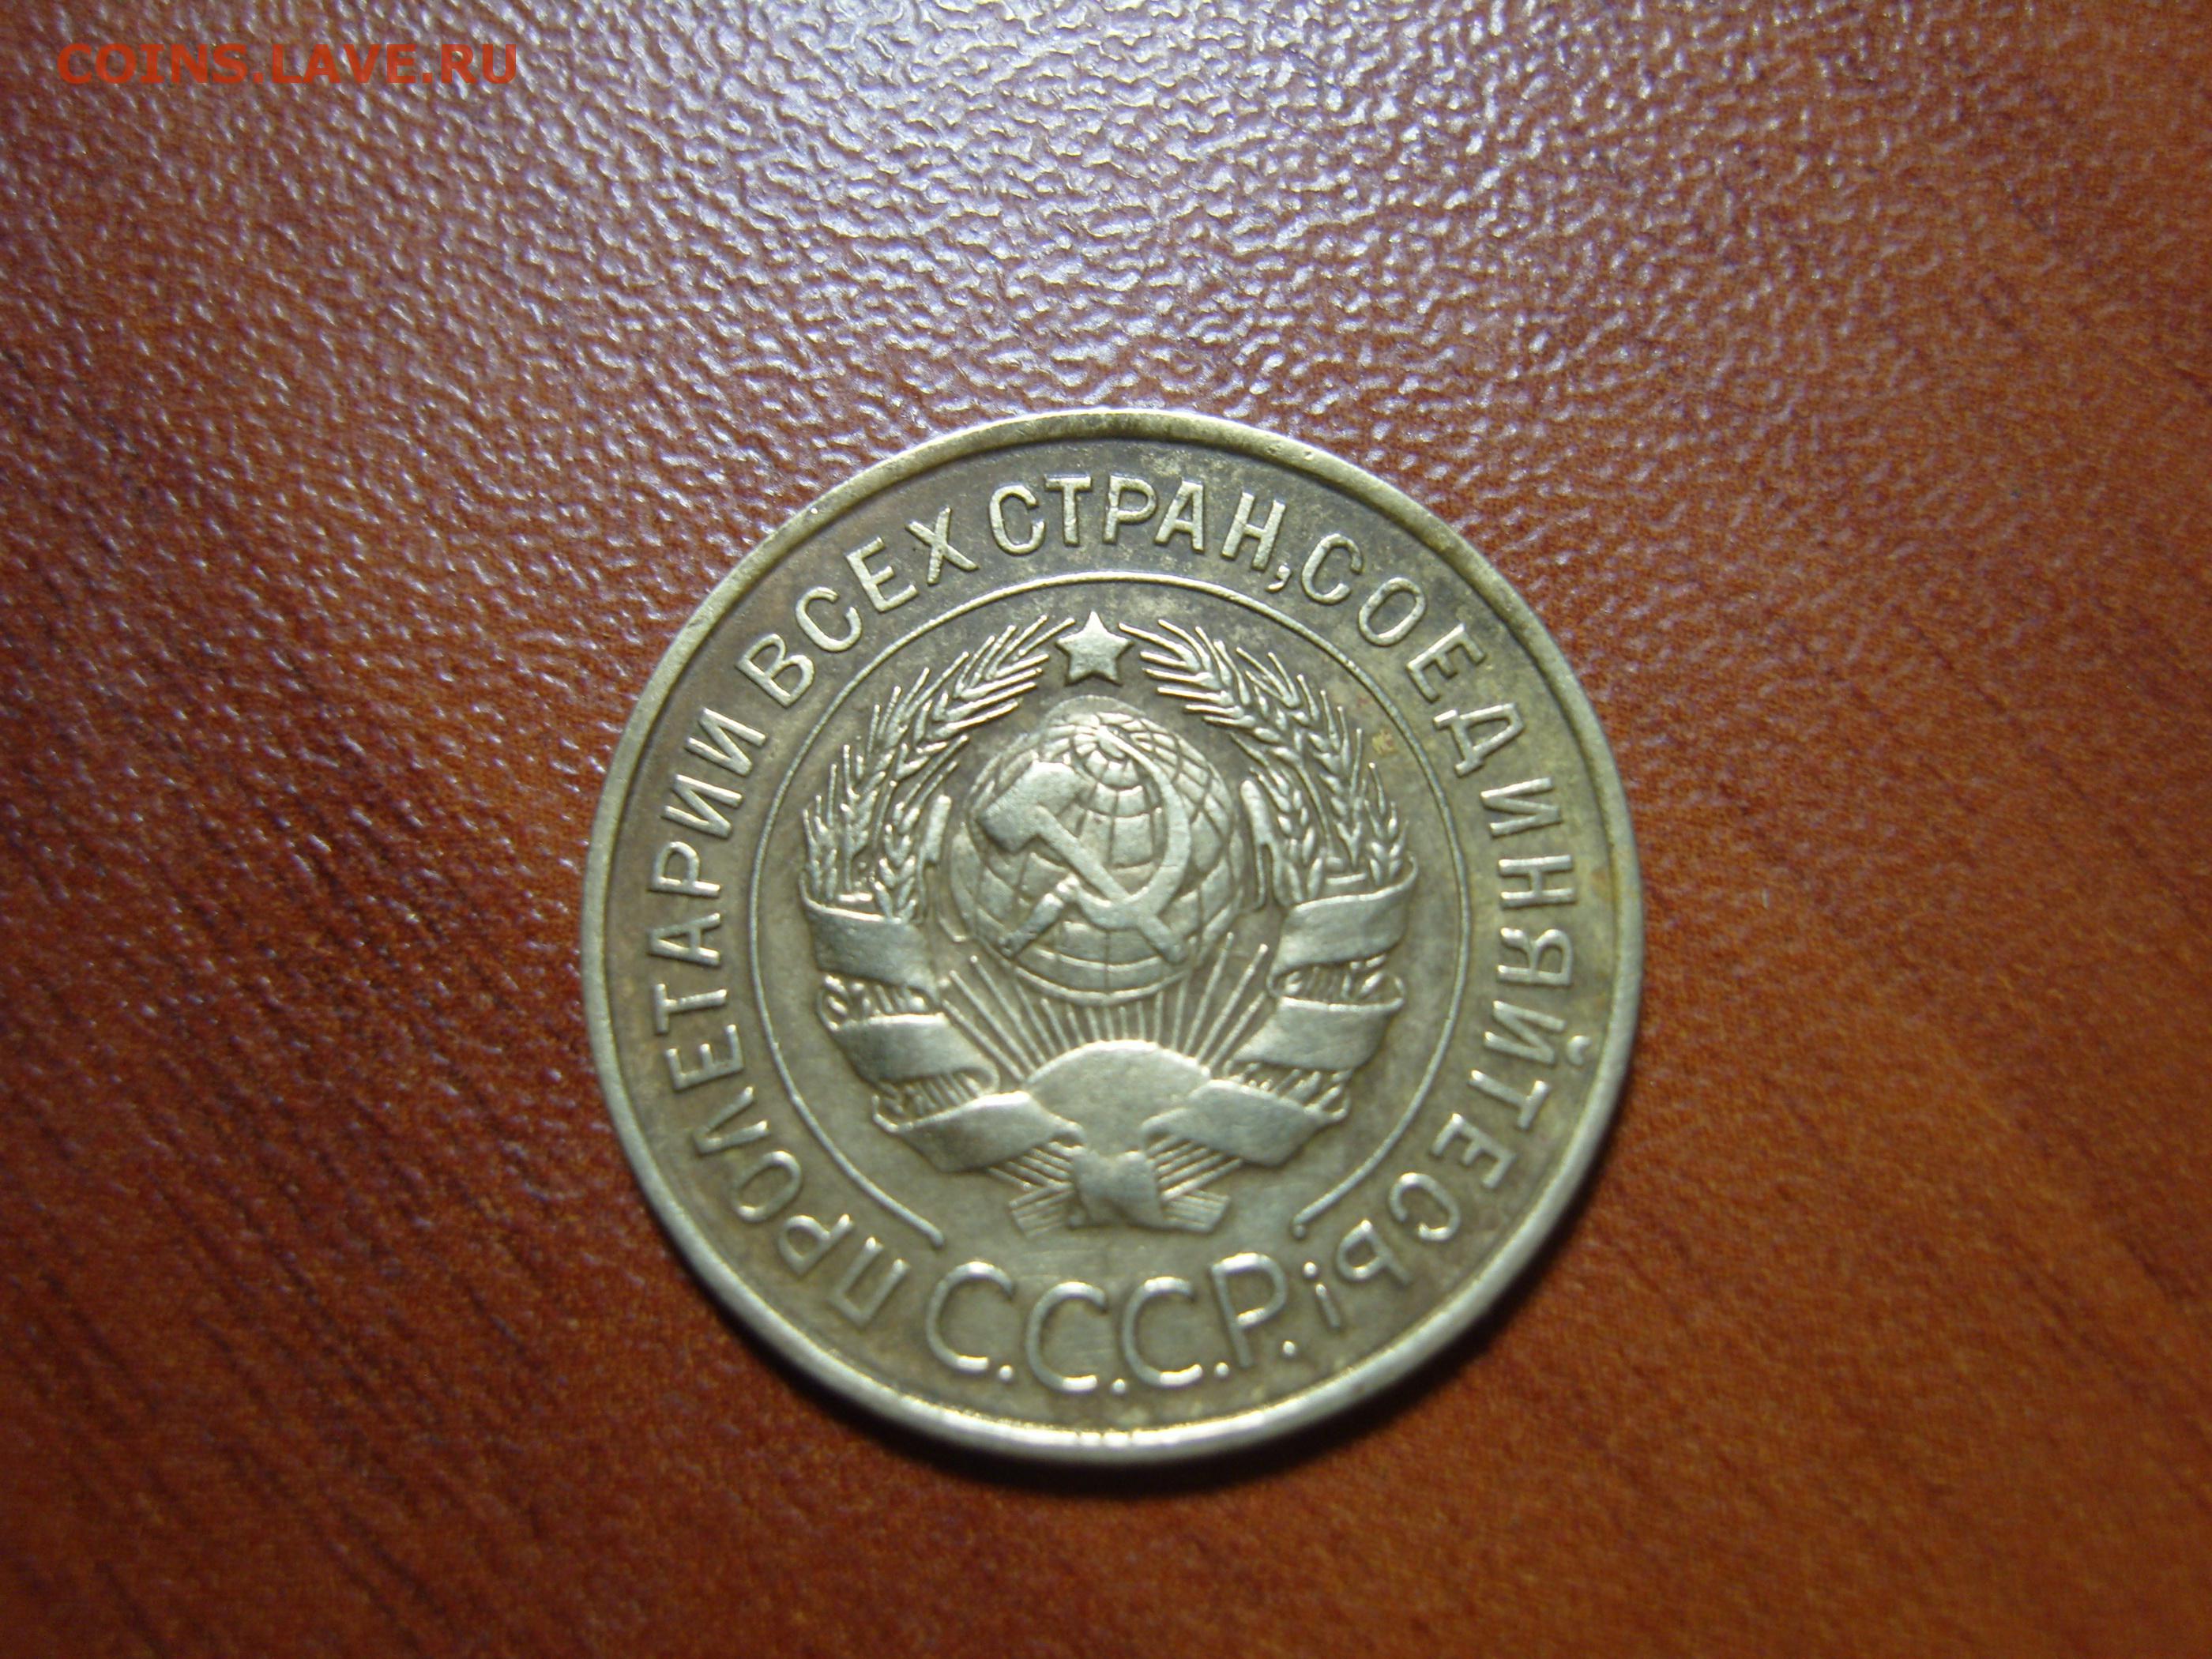 COINS.LAVE.RU
ПРОЛЕТАРИИ ВСЕХ СТРАН, СОЕДИНЯЙТЕСЬ!
С.С.С.Р.